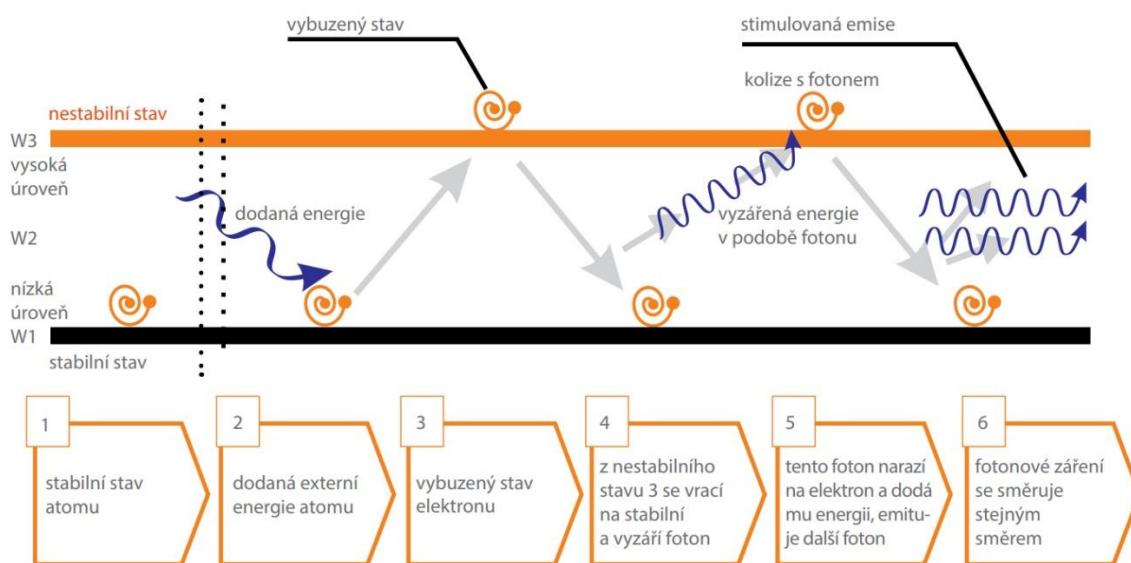 vybuzený stav
stimulovaná emise
kolize s fotonem
nestabilní stav
W3
vysoká
úroveň
dodaná energie
vyzářená energie
v podobě fotonu
W2
nízká
úroveň
W1
stabilní stav
1
stabilní stav
atomu
2
dodaná externí
energie atomu
3
vybuzený stav
elektronu
4
z nestabilního
stavu 3 se vrací
na stabilní
a vyzáří foton
5
tento foton narazí
na elektron a dodá
mu energii, emitu-
je další foton
6
fotonové záření
se směruje
stejným
směrem